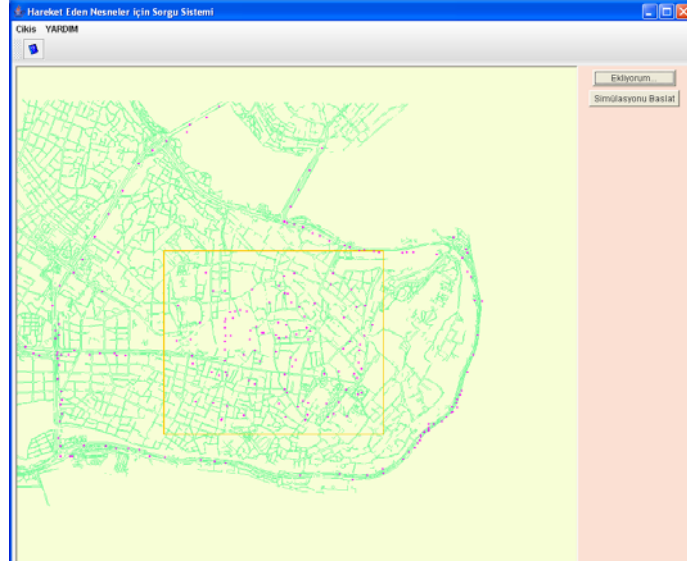 Hareket Eden Nesneler için Sorgu Sistemi
Cikis YARDIM
Ekliyorum...
Simülasyonu Baslat